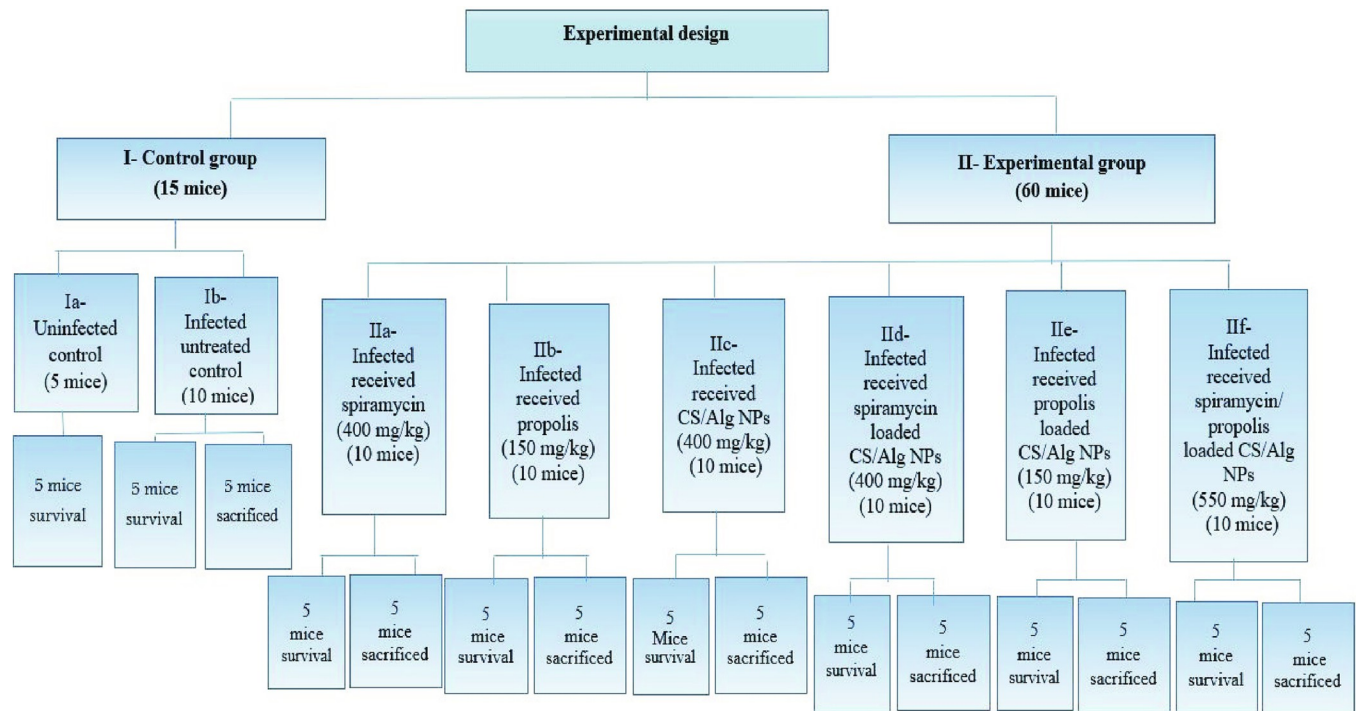 Experimental design
I- Control group
(15 mice)
II- Experimental group
(60 mice)
Ia-
Uninfected
control
(5 mice)
Ib-
Infected
untreated
control
(10 mice)
IIa-
Infected
received
spiramycin
(400 mg/kg)
(10 mice)
IIb-
Infected
received
propolis
(150 mg/kg)
(10 mice)
IIc-
Infected
received
CS/Alg NPs
(400 mg/kg)
(10 mice)
IId-
Infected
received
spiramycin
loaded
CS/Alg NPs
(400 mg/kg)
(10 mice)
IIe-
Infected
received
propolis
loaded
CS/Alg NPs
(150 mg/kg)
(10 mice)
IIf-
Infected
received
spiramycin/
propolis
loaded CS/Alg
NPs
(550 mg/kg)
(10 mice)
5 mice
survival
5 mice
survival
5 mice
sacrificed
5
mice
survival
5
mice
sacrificed
5
mice
survival
5
mice
sacrificed
5
Mice
survival
5
mice
sacrificed
5
mice
survival
5
mice
sacrificed
5
mice
survival
5
mice
sacrificed
5
mice
survival
5
mice
sacrificed